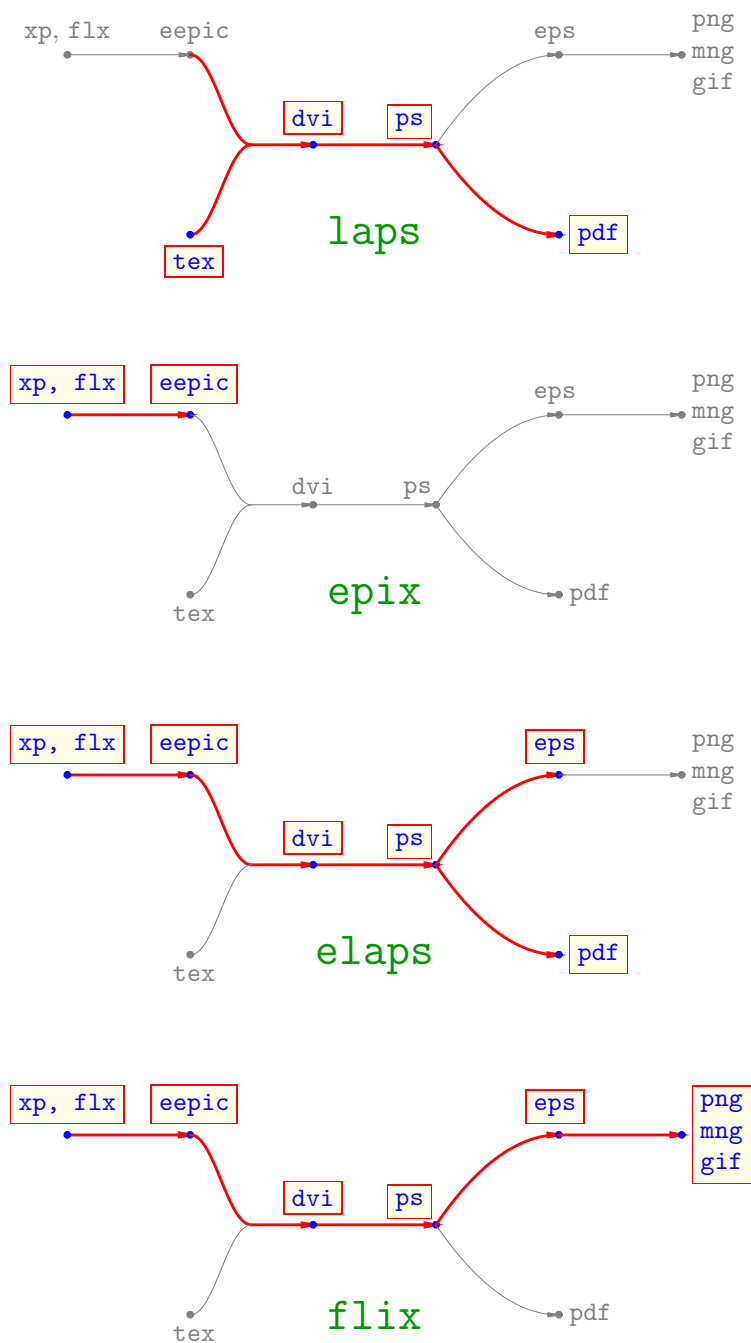 xp, flx eepic eps png
mng
gif
dvi ps
laps pdf
tex
xp, flx eepic eps png
mng
gif
dvi ps
epix pdf
tex
xp, flx eepic eps png
mng
gif
dvi ps
elaps pdf
tex
xp, flx eepic eps png
mng
gif
dvi ps
flix pdf
tex